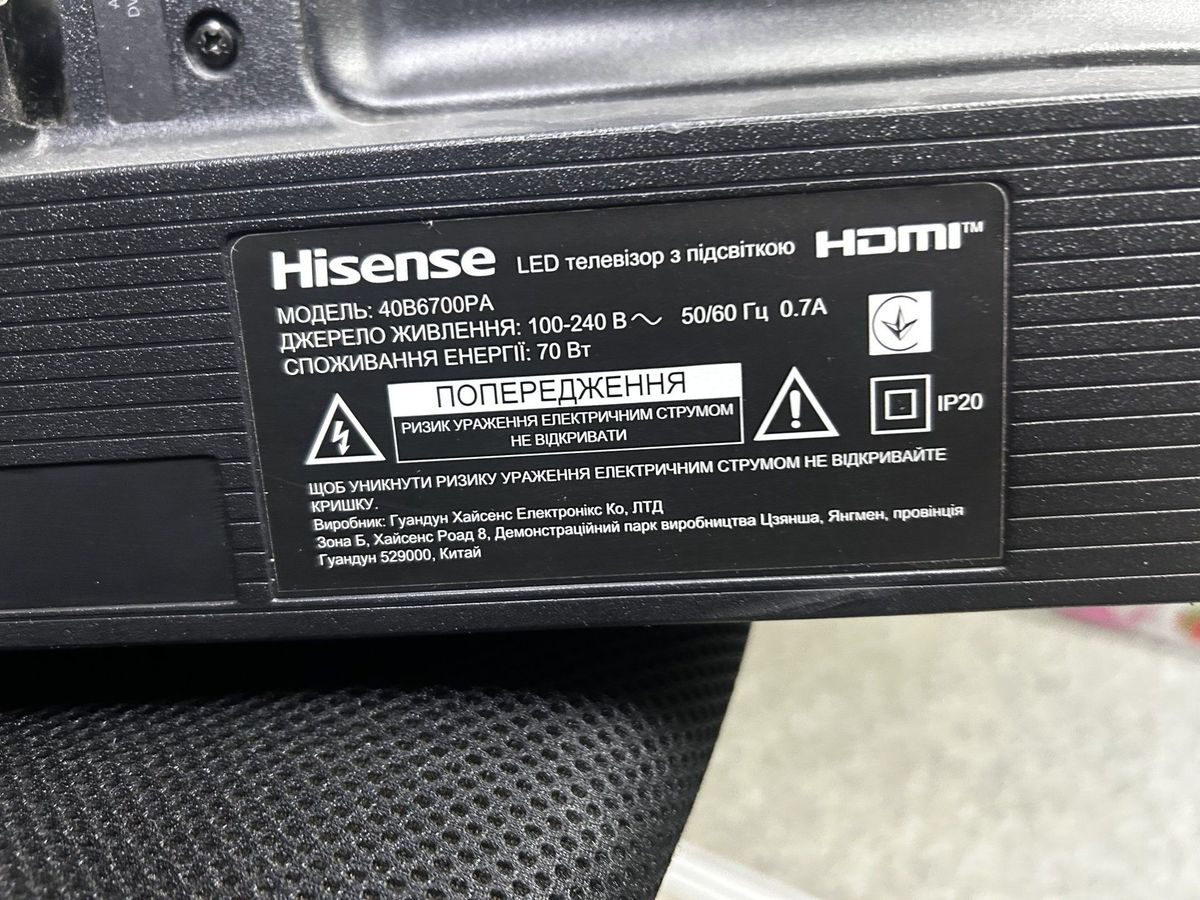 DV
Hisense LED телевізор з підсвіткою HDMI™
МОДЕЛЬ: 40B6700PA
ДЖЕРЕЛО ЖИВЛЕННЯ: 100-240 В～ 50/60 Гц 0.7А
СПОЖИВАННЯ ЕНЕРГІЇ: 70 Вт
ПОПЕРЕДЖЕННЯ
РИЗИК УРАЖЕННЯ ЕЛЕКТРИЧНИМ СТРУМОМ
НЕ ВІДКРИВАТИ
IP20
ЩОБ УНИКНУТИ РИЗИКУ УРАЖЕННЯ ЕЛЕКТРИЧНИМ СТРУМОМ НЕ ВІДКРИВАЙТЕ
КРИШКУ.
Виробник: Гуандун Хайсенс Електронікс Ко, ЛТД
Зона Б, Хайсенс Роад 8, Демонстраційний парк виробництва Цзянша, Янгмен, провінція
Гуандун 529000, Китай